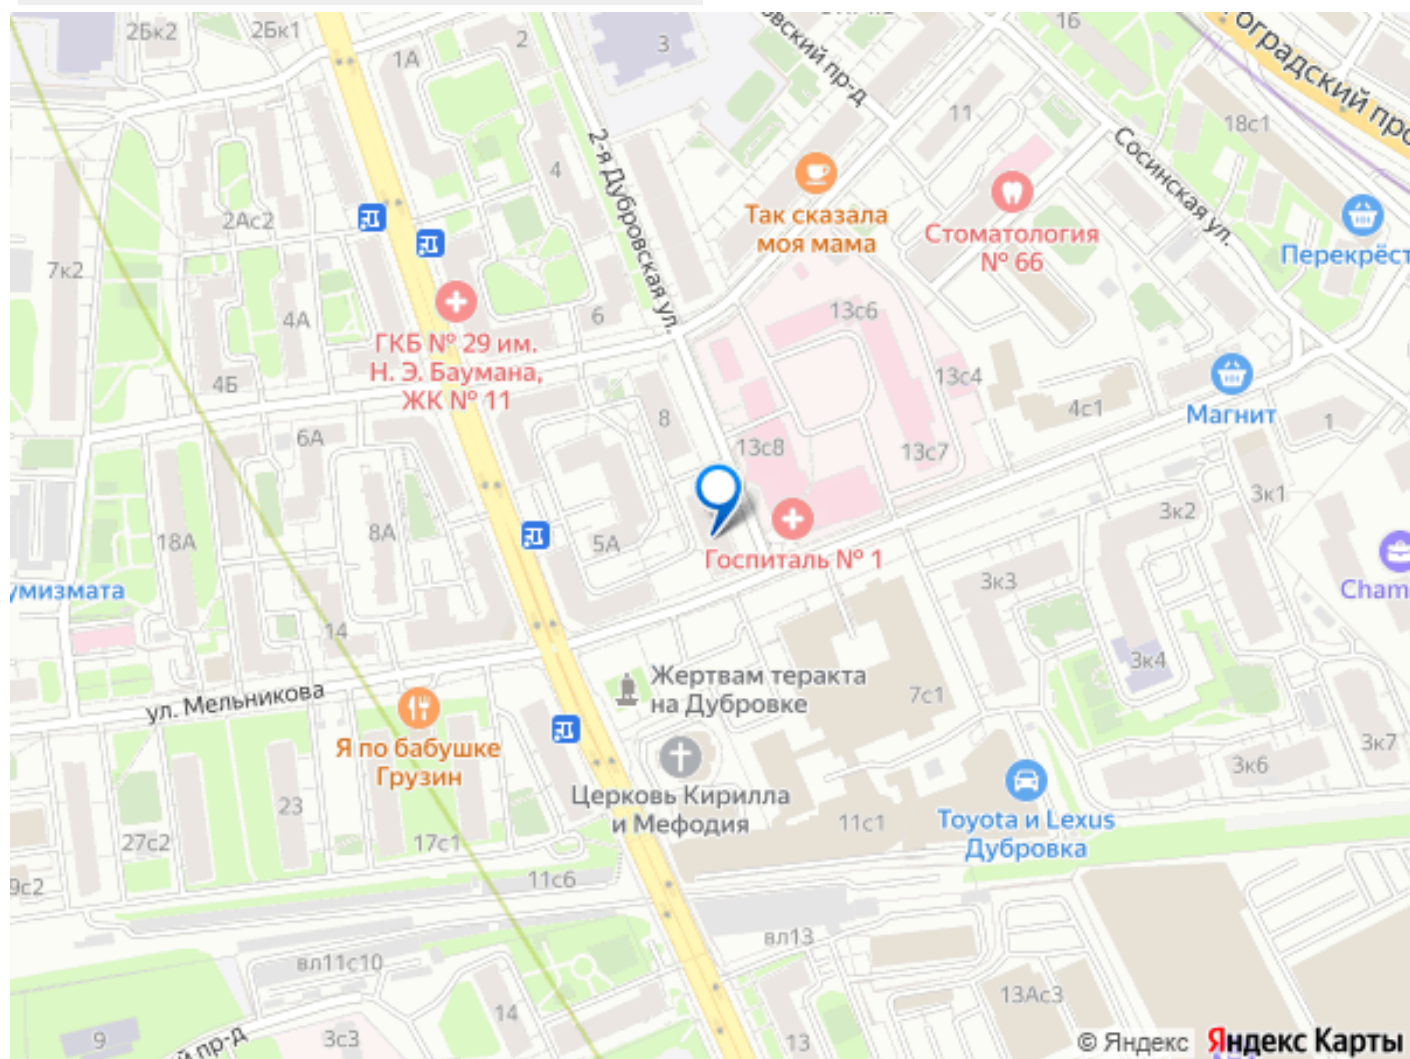 2Бк2
2Бк1
1А
2
3
16
11
18с1
2-я Дубровская ул.
Сосинская ул.
4
2Ас2
7к2
Так сказала
моя мама
Стоматология
№ 66
Перекрёст
4А
6
ГКБ № 29 им.
Н. Э. Баумана,
ЖК № 11
4Б
13с6
13с4
4с1
Магнит
1
6А
8
13с8
13с7
3к1
3к2
18А
8А
5А
Госпиталь № 1
3к3
Cham
умизмата
14
3к4
ул. Мельникова
Жертвам теракта
на Дубровке
7с1
Я по бабушке
Грузин
3к7
3к6
23
Церковь Кирилла
и Мефодия
11с1
Toyota и Lexus
Дубровка
27с2
17с1
9с2
11с6
вл13
вл11с10
13Ас3
14
9
3с3
й пр-д
13
© Яндекс
Яндекс Карты